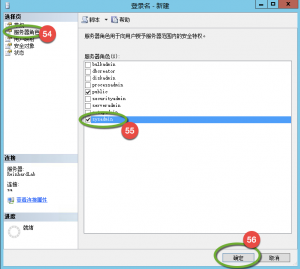 登录名 - 新建
选择页
常规
服务器角色
用户映射
安全对象
状态
54
脚本
帮助
服务器角色用于向用户授予服务器范围内的安全特权。
服务器角色(S):
bulkadmin
dbcreator
diskadmin
processadmin
public
securityadmin
serveradmin
sysadmin
55
连接
服务器:
ReinhardLab
连接:
查看连接属性
进度
就绪
56
确定
取消